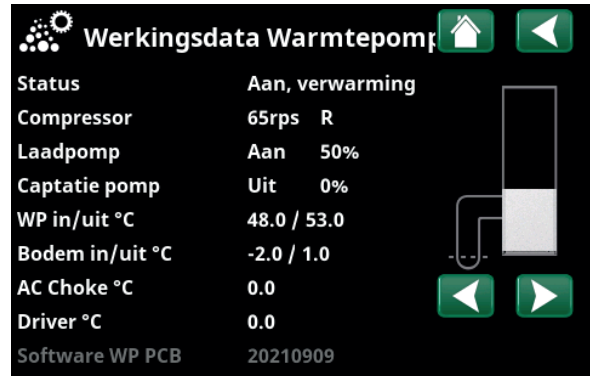 Werkingsdata Warmtepomp
Status Aan, verwarming
Compressor 65rps R
Laadpomp Aan 50%
Captatie pomp Uit 0%
WP in/uit °C 48.0 / 53.0
Bodem in/uit °C -2.0 / 1.0
AC Choke °C 0.0
Driver °C 0.0
Software WP PCB 20210909